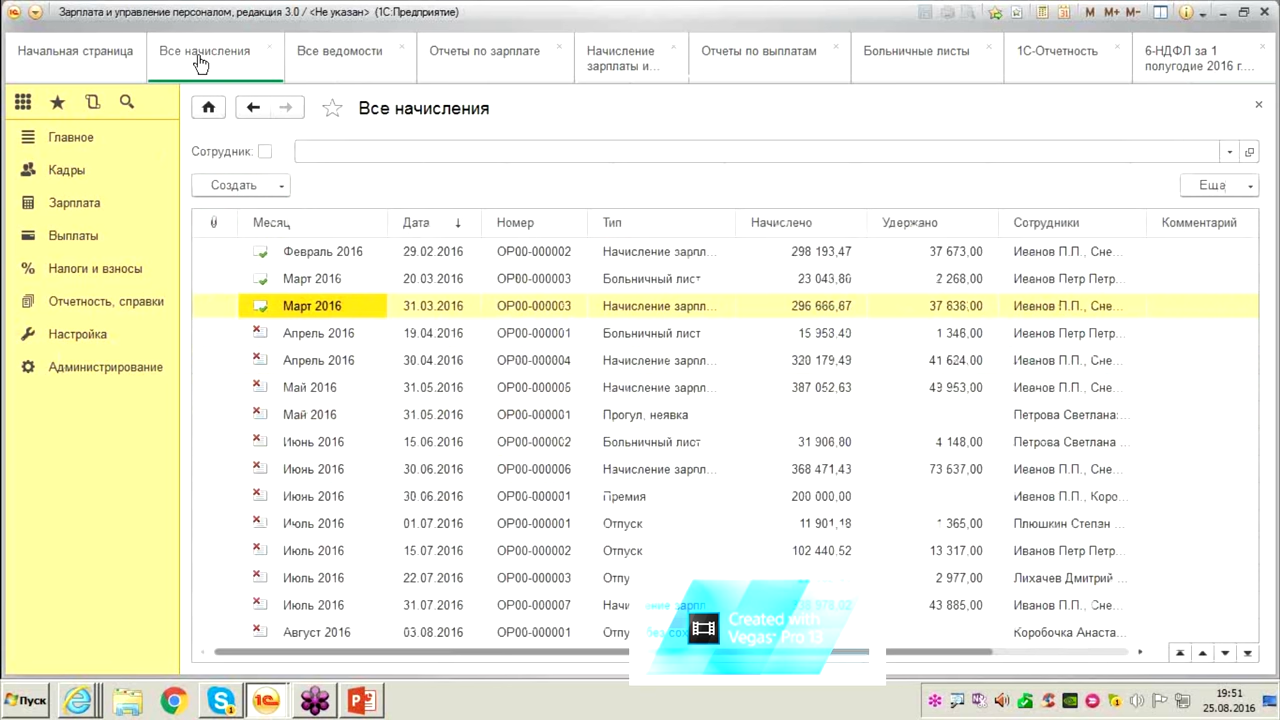 Зарплата и управление персоналом, редакция 3.0 / <Не указан> (1С:Предприятие)
M M+ M-
Начальная страница
Все начисления
Все ведомости
Отчеты по зарплате
Начисление зарплаты и...
Отчеты по выплатам
Больничные листы
1С-Отчетность
6-НДФЛ за 1 полугодие 2016 г....
Главное
Кадры
Зарплата
Выплаты
Налоги и взносы
Отчетность, справки
Настройка
Администрирование
Все начисления
Сотрудник:
Создать
Еще
Месяц Дата Номер Тип Начислено Удержано Сотрудники Комментарий
Февраль 2016 29.02.2016 ОР00-000002 Начисление зарпл... 298 193,47 37 673,00 Иванов П.П., Сне...
Март 2016 20.03.2016 ОР00-000003 Больничный лист 23 043,86 2 268,00 Иванов Петр Петр...
Март 2016 31.03.2016 ОР00-000003 Начисление зарпл... 296 666,67 37 838,00 Иванов П.П., Сне...
Апрель 2016 19.04.2016 ОР00-000001 Больничный лист 15 958,40 1 346,00 Иванов Петр Петр...
Апрель 2016 30.04.2016 ОР00-000004 Начисление зарпл... 320 179,49 41 624,00 Иванов П.П., Сне...
Май 2016 31.05.2016 ОР00-000005 Начисление зарпл... 387 052,63 49 953,00 Иванов П.П., Сне...
Май 2016 31.05.2016 ОР00-000001 Прогул, неявка Петрова Светлана...
Июнь 2016 15.06.2016 ОР00-000002 Больничный лист 31 906,80 4 148,00 Петрова Светлана...
Июнь 2016 30.06.2016 ОР00-000006 Начисление зарпл... 368 471,43 73 637,00 Иванов П.П., Сне...
Июнь 2016 30.06.2016 ОР00-000001 Премия 200 000,00 Иванов П.П., Коро...
Июль 2016 01.07.2016 ОР00-000001 Отпуск 11 901,18 1 365,00 Плюшкин Степан ...
Июль 2016 15.07.2016 ОР00-000002 Отпуск 102 440,52 13 317,00 Иванов Петр Петр...
Июль 2016 22.07.2016 ОР00-000003 Отпу 2 977,00 Лихачев Дмитрий ...
Июль 2016 31.07.2016 ОР00-000007 Начи 43 885,00 Иванов П.П., Сне...
Август 2016 03.08.2016 ОР00-000001 Отпу Коробочка Анаста...
Created with
Vegas Pro 13
Пуск
19:51
25.08.2016